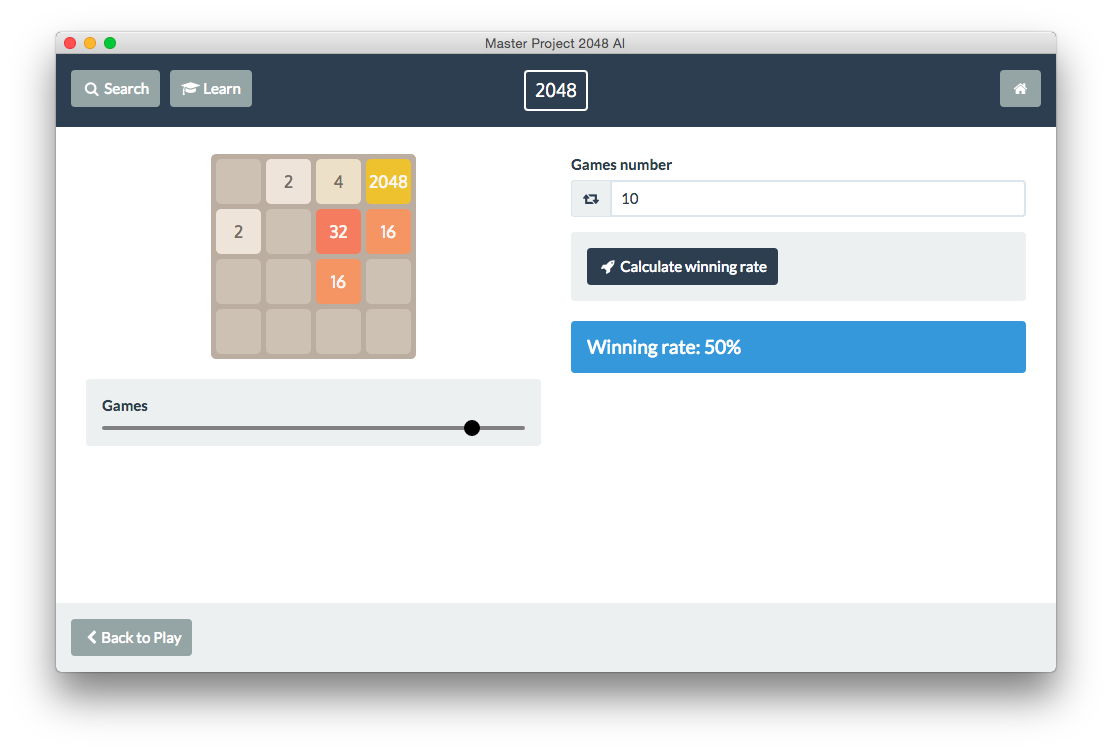 Master Project 2048 AI
Search
Learn
2048
2 4 2048
2 32 16
16
Games
Games number
10
Calculate winning rate
Winning rate: 50%
Back to Play